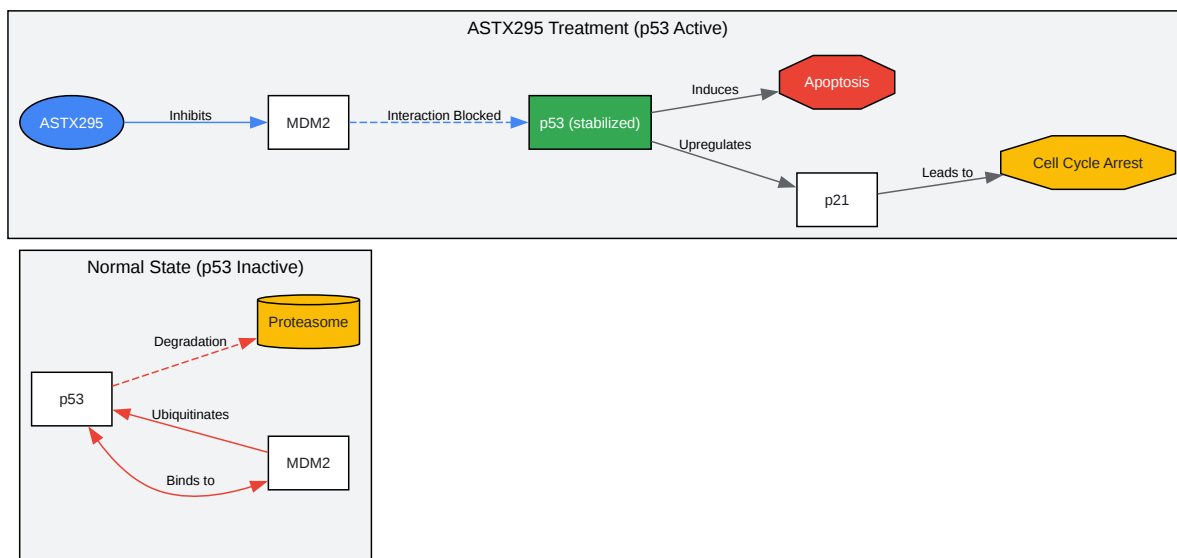 ASTX295 Treatment (p53 Active)
ASTX295
Inhibits
MDM2
Interaction Blocked
p53 (stabilized)
Induces
Apoptosis
Upregulates
p21
Leads to
Cell Cycle Arrest
Normal State (p53 Inactive)
Proteasome
Degradation
p53
Ubiquitinates
MDM2
Binds to